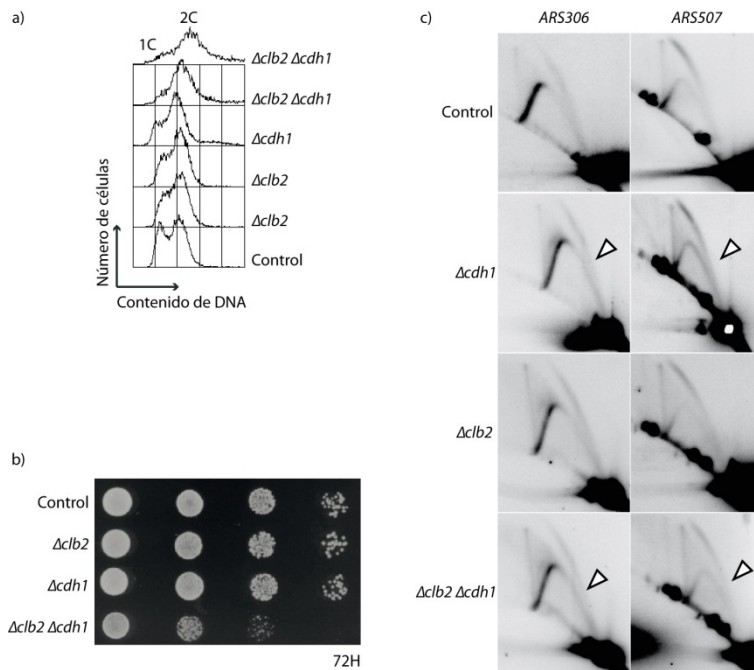 a)
1C
2C
Δclb2 Δcdh1
Δclb2 Δcdh1
Δcdh1
Δclb2
Δclb2
Control
Número de células
Contenido de DNA
b)
Control
Δclb2
Δcdh1
Δclb2 Δcdh1
72H
c)
ARS306
ARS507
Control
Δcdh1
Δclb2
Δclb2 Δcdh1